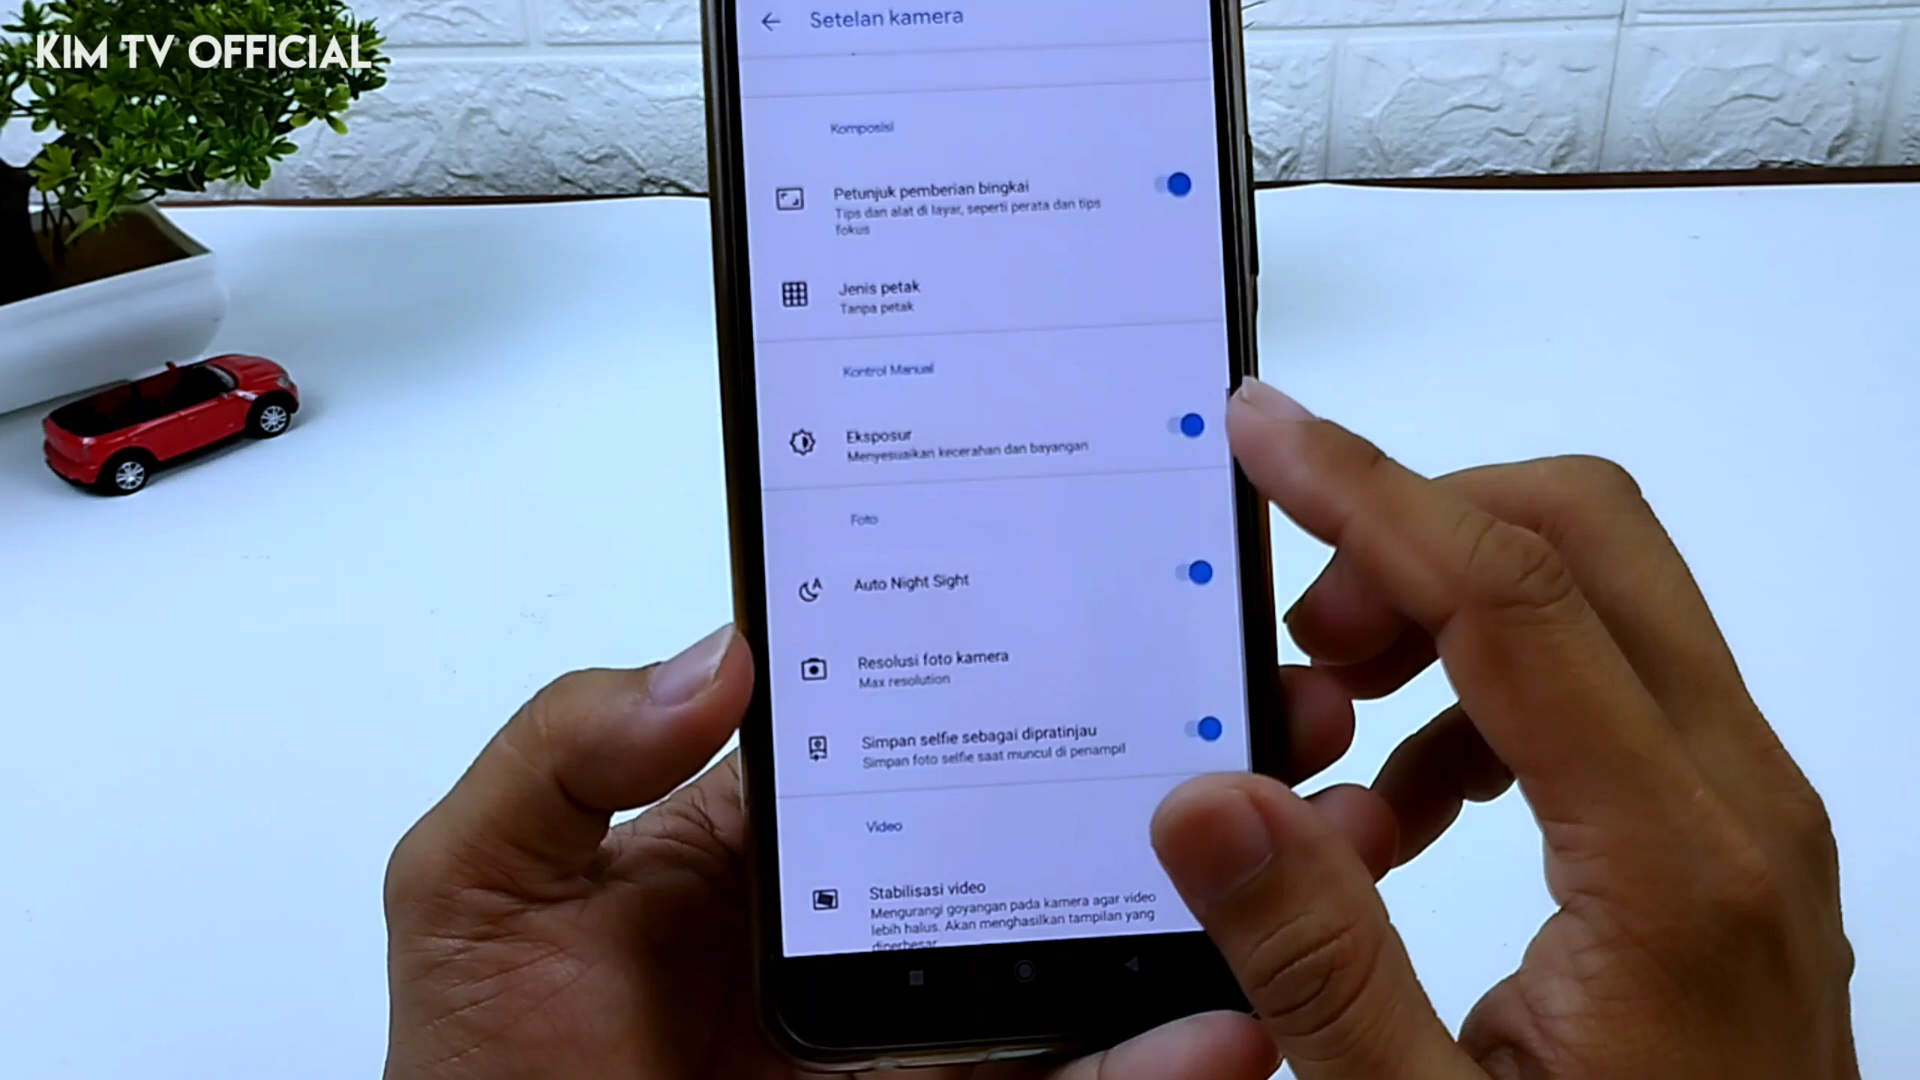 KIM TV OFFICIAL
Setelan kamera
Komposisi
Petunjuk pemberian bingkai
Tips dan alat di layar, seperti perata dan tips
fokus
Jenis petak
Tanpa petak
Kontrol Manual
Eksposur
Menyesuaikan kecerahan dan bayangan
Foto
Auto Night Sight
Resolusi foto kamera
Max resolution
Simpan selfie sebagai dipratinjau
Simpan foto selfie saat muncul di penampil
Video
Stabilisasi video
Mengurangi goyangan pada kamera agar video
lebih halus. Akan menghasilkan tampilan yang
diperbesar